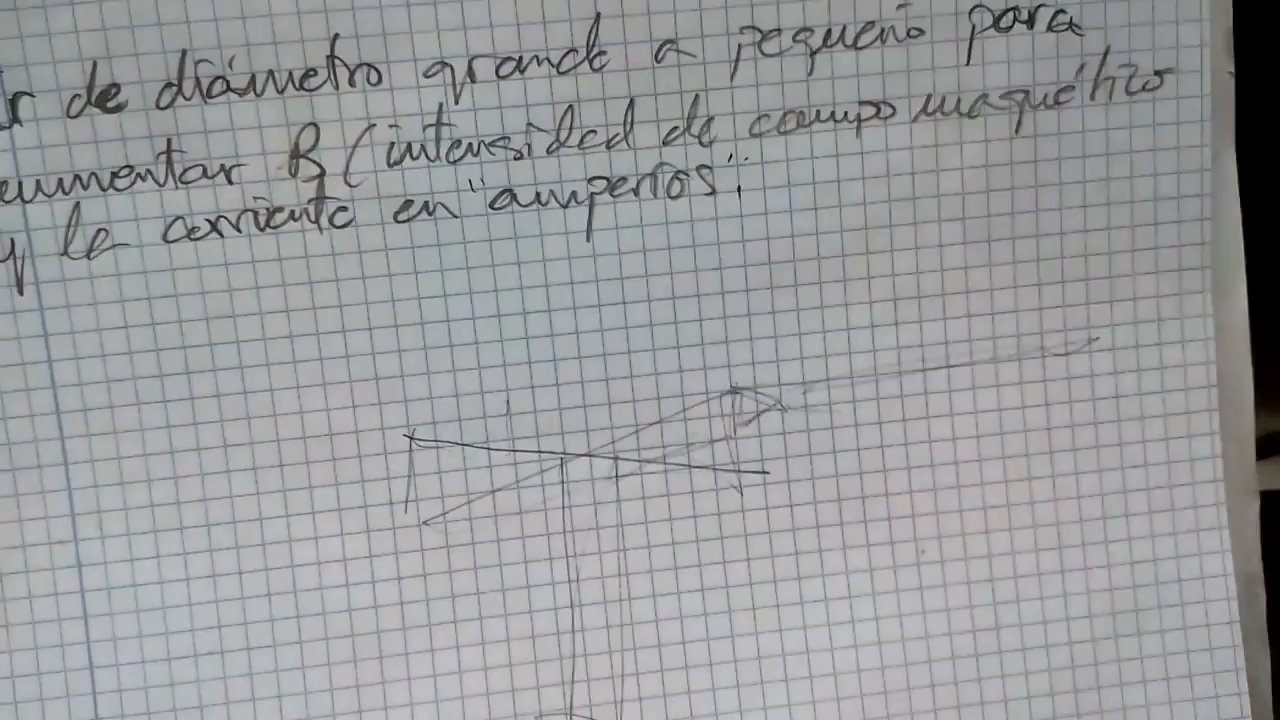 r de diámetro grande a pequeño para
aumentar B (intensidad de campo magnético
y la corriente en "amperios".